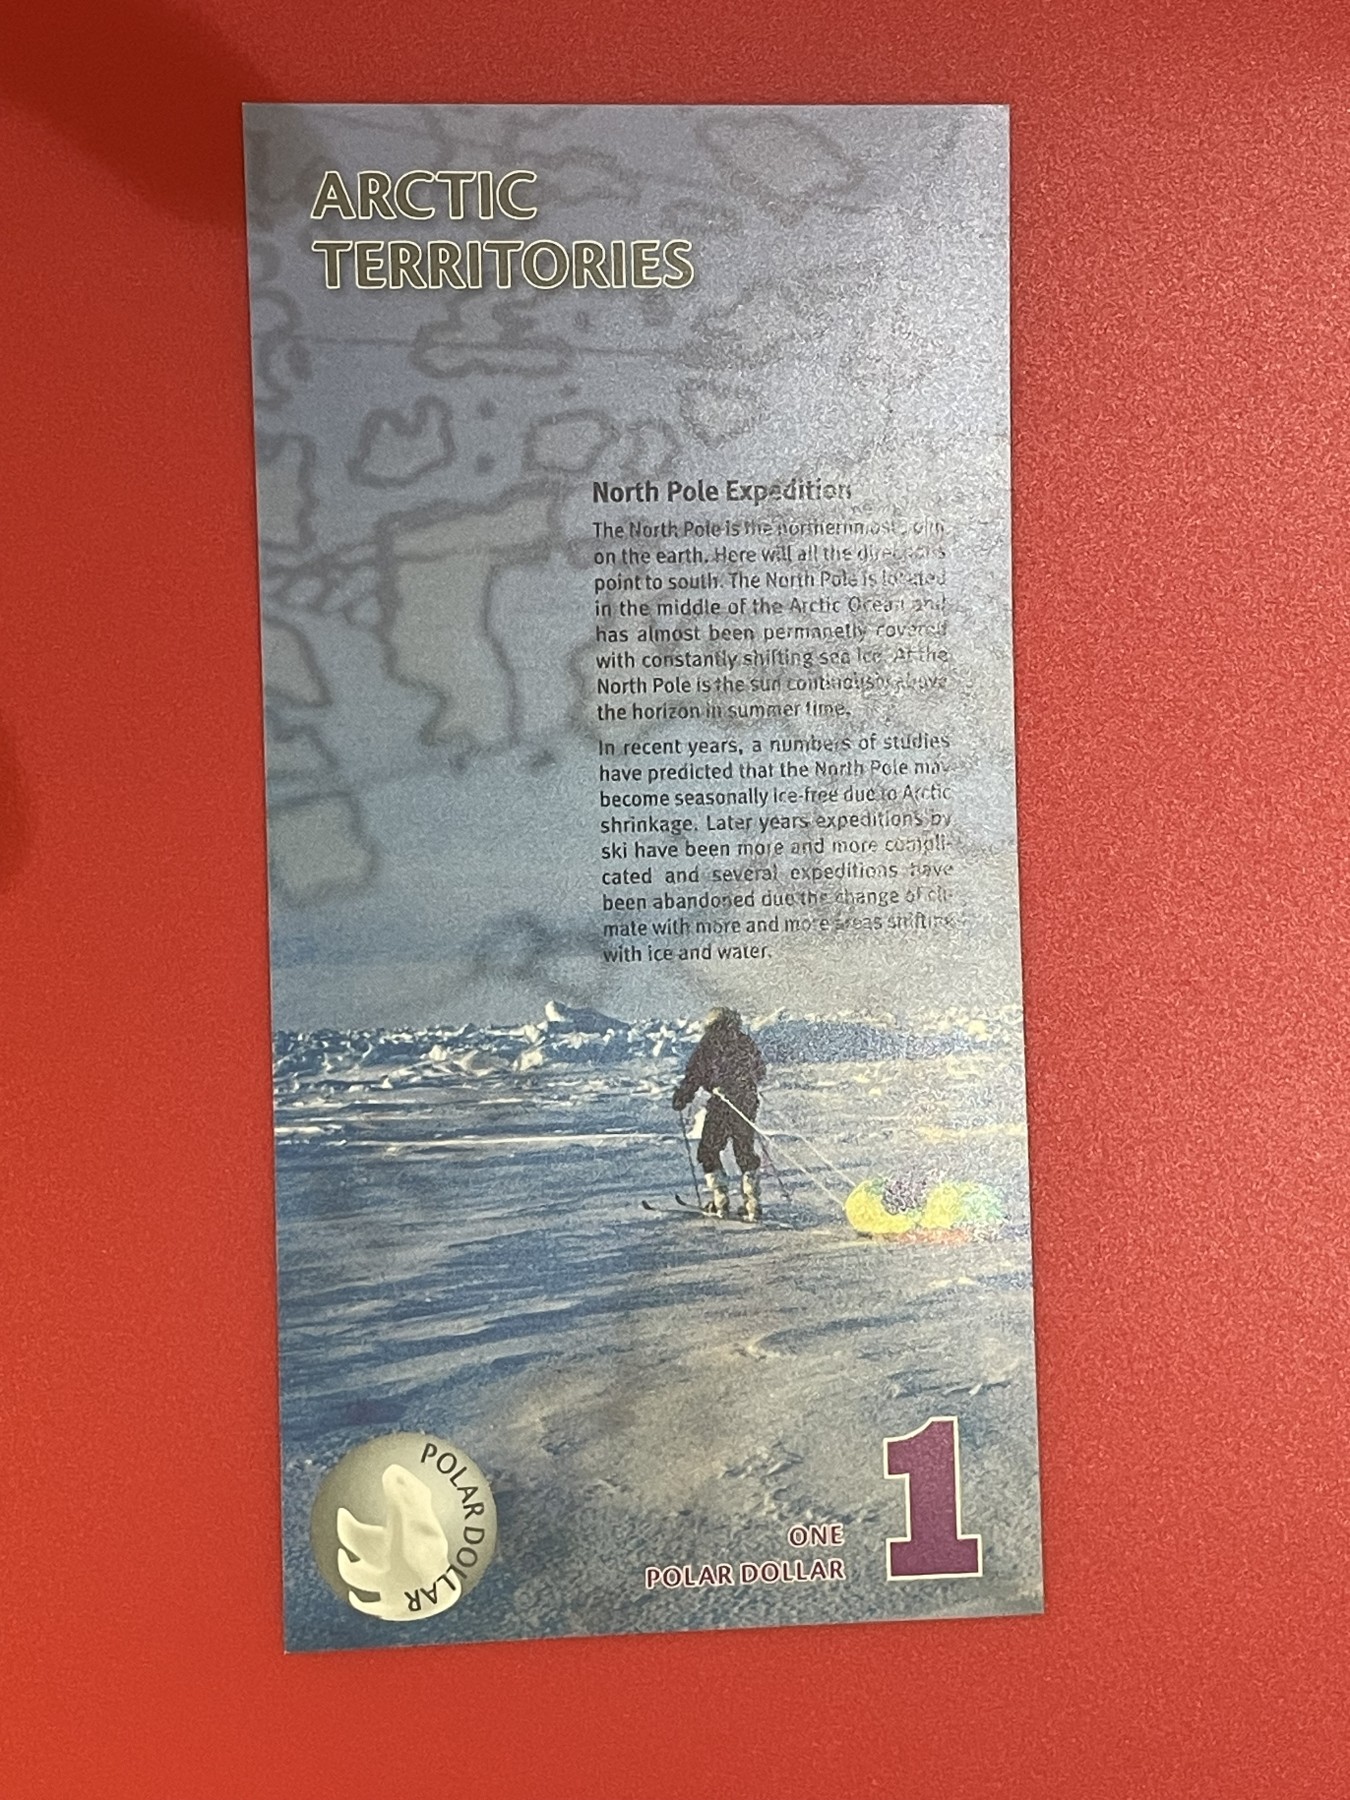 ARCTIC
TERRITORIES
North Pole Expedition
The North Pole is the northernmost
on the earth. Here will all the directions
point to south. The North Pole is located
in the middle of the Arctic Ocean and
has almost been permanetly covered
with constantly shifting sea ice. At the
North Pole is the sun continously above
the horizon in summer time.
In recent years, a numbers of studies
have predicted that the North Pole may
become seasonally ice-free due to Arctic
shrinkage. Later years expeditions by
ski have been more and more compli-
cated and several expeditions have
been abandoned due the change of cli-
mate with more and more areas shifting
with ice and water.
POLAR DOLLAR
ONE
POLAR DOLLAR
1